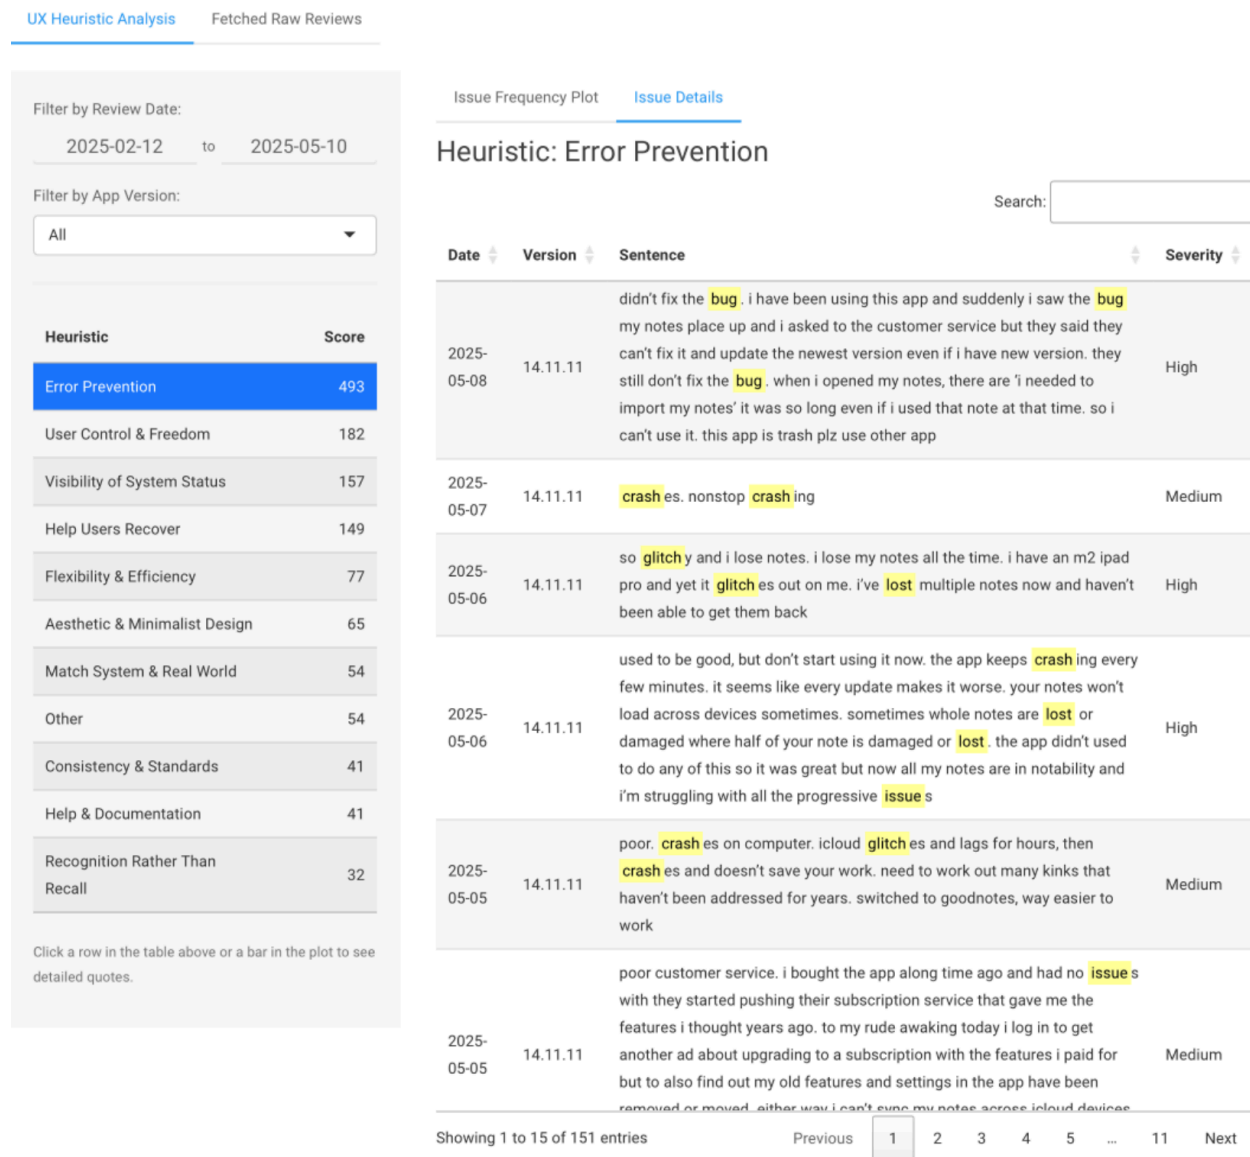 UX Heuristic Analysis Fetched Raw Reviews
Filter by Review Date:
2025-02-12 to 2025-05-10
Filter by App Version:
All
Heuristic Score
Error Prevention 493
User Control & Freedom 182
Visibility of System Status 157
Help Users Recover 149
Flexibility & Efficiency 77
Aesthetic & Minimalist Design 65
Match System & Real World 54
Other 54
Consistency & Standards 41
Help & Documentation 41
Recognition Rather Than
Recall 32
Click a row in the table above or a bar in the plot to see
detailed quotes.
Issue Frequency Plot Issue Details
Heuristic: Error Prevention
Search:
Date Version Sentence Severity
2025-
05-08
14.11.11
didn't fix the bug . i have been using this app and suddenly i saw the bug
my notes place up and i asked to the customer service but they said they
can't fix it and update the newest version even if i have new version. they
still don't fix the bug . when i opened my notes, there are 'i needed to
import my notes' it was so long even if i used that note at that time. so i
can't use it. this app is trash plz use other app
High
2025-
05-07
14.11.11
crashes. nonstop crashing
Medium
2025-
05-06
14.11.11
so glitchy and i lose notes. i lose my notes all the time. i have an m2 ipad
pro and yet it glitches out on me. i've lost multiple notes now and haven't
been able to get them back
High
2025-
05-06
14.11.11
used to be good, but don't start using it now. the app keeps crashing every
few minutes. it seems like every update makes it worse. your notes won't
load across devices sometimes. sometimes whole notes are lost or
damaged where half of your note is damaged or lost . the app didn't used
to do any of this so it was great but now all my notes are in notability and
i'm struggling with all the progressive issues
High
2025-
05-05
14.11.11
poor. crashes on computer. icloud glitches and lags for hours, then
crashes and doesn't save your work. need to work out many kinks that
haven't been addressed for years. switched to goodnotes, way easier to
work
Medium
2025-
05-05
14.11.11
poor customer service. i bought the app along time ago and had no issues
with they started pushing their subscription service that gave me the
features i thought years ago. to my rude awaking today i log in to get
another ad about upgrading to a subscription with the features i paid for
but to also find out my old features and settings in the app have been
removed or moved. either way i can't sync my notes across icloud devices
Medium
Showing 1 to 15 of 151 entries
Previous 1 2 3 4 5 … 11 Next